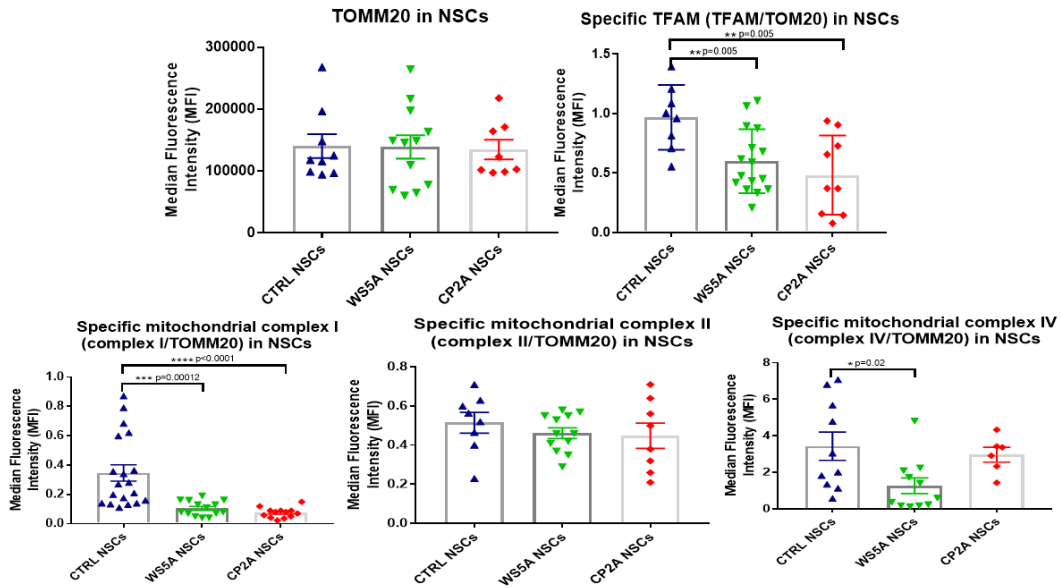 TOMM20 in NSCs
Median Fluorescence
Intensity (MFI)
300000
200000
100000
0
CTRL NSCs
WS5A NSCs
CP2A NSCs
Specific TFAM (TFAM/TOM20) in NSCs
** p=0.005
** p=0.005
Median Fluorescence
Intensity (MFI)
1.5
1.0
0.5
0.0
CTRL NSCs
WS5A NSCs
CP2A NSCs
Specific mitochondrial complex I
(complex I/TOMM20) in NSCs
**** p<0.0001
*** p=0.00012
Median Fluorescence
Intensity (MFI)
1.0
0.8
0.6
0.4
0.2
0.0
CTRL NSCs
WS5A NSCs
CP2A NSCs
Specific mitochondrial complex II
(complex II/TOMM20) in NSCs
Median Fluorescence
Intensity (MFI)
0.8
0.6
0.4
0.2
0.0
CTRL NSCs
WS5A NSCs
CP2A NSCs
Specific mitochondrial complex IV
(complex IV/TOMM20) in NSCs
* p=0.02
Median Fluorescence
Intensity (MFI)
8
6
4
2
0
CTRL NSCs
WS5A NSCs
CP2A NSCs